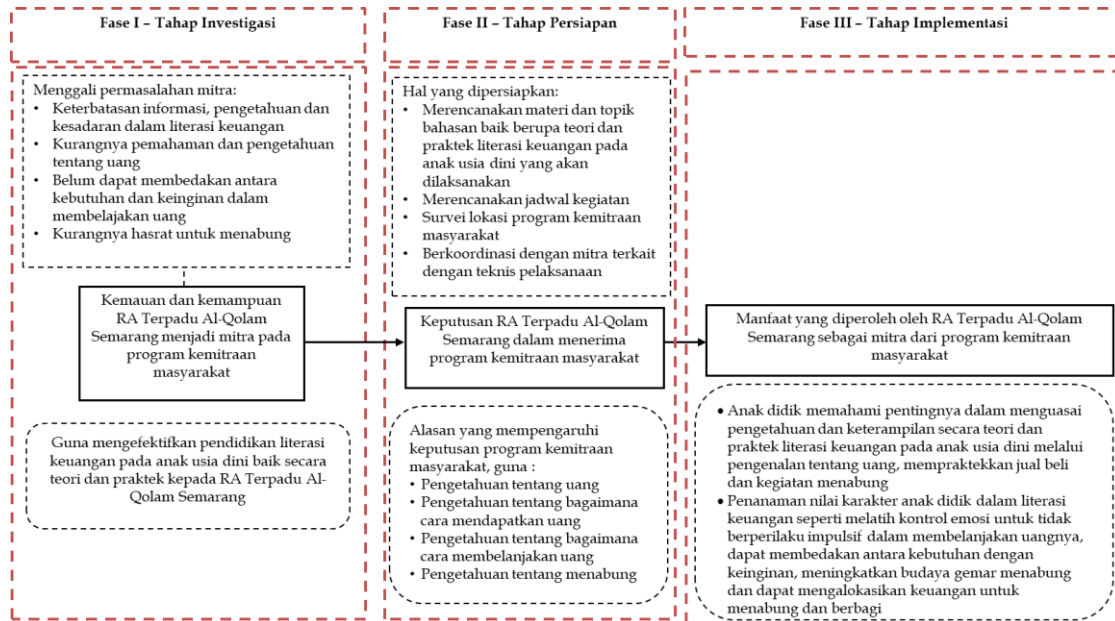 Fase I – Tahap Investigasi
Menggali permasalahan mitra:
• Keterbatasan informasi, pengetahuan dan
kesadaran dalam literasi keuangan
• Kurangnya pemahaman dan pengetahuan
tentang uang
• Belum dapat membedakan antara
kebutuhan dan keinginan dalam
membelajakan uang
• Kurangnya hasrat untuk menabung
Kemauan dan kemampuan
RA Terpadu Al-Qolam
Semarang menjadi mitra pada
program kemitraan
masyarakat
Guna mengefektifkan pendidikan literasi
keuangan pada anak usia dini baik secara
teori dan praktek kepada RA Terpadu Al-
Qolam Semarang
Fase II – Tahap Persiapan
Hal yang dipersiapkan:
• Merencanakan materi dan topik
bahasan baik berupa teori dan
praktek literasi keuangan pada
anak usia dini yang akan
dilaksanakan
• Merencanakan jadwal kegiatan
• Survei lokasi program kemitraan
masyarakat
• Berkoordinasi dengan mitra terkait
dengan teknis pelaksanaan
Keputusan RA Terpadu Al-Qolam
Semarang dalam menerima
program kemitraan masyarakat
Alasan yang mempengaruhi
keputusan program kemitraan
masyarakat, guna :
• Pengetahuan tentang uang
• Pengetahuan tentang bagaimana
cara mendapatkan uang
• Pengetahuan tentang bagaimana
cara membelanjakan uang
• Pengetahuan tentang menabung
Fase III – Tahap Implementasi
Manfaat yang diperoleh oleh RA Terpadu Al-Qolam
Semarang sebagai mitra dari program kemitraan
masyarakat
• Anak didik memahami pentingnya dalam menguasai
pengetahuan dan keterampilan secara teori dan
praktek literasi keuangan pada anak usia dini melalui
pengenalan tentang uang, mempraktekkan jual beli
dan kegiatan menabung
• Penanaman nilai karakter anak didik dalam literasi
keuangan seperti melatih kontrol emosi untuk tidak
berperilaku impulsif dalam membelanjakan uangnya,
dapat membedakan antara kebutuhan dengan
keinginan, meningkatkan budaya gemar menabung
dan dapat mengalokasikan keuangan untuk
menabung dan berbagi